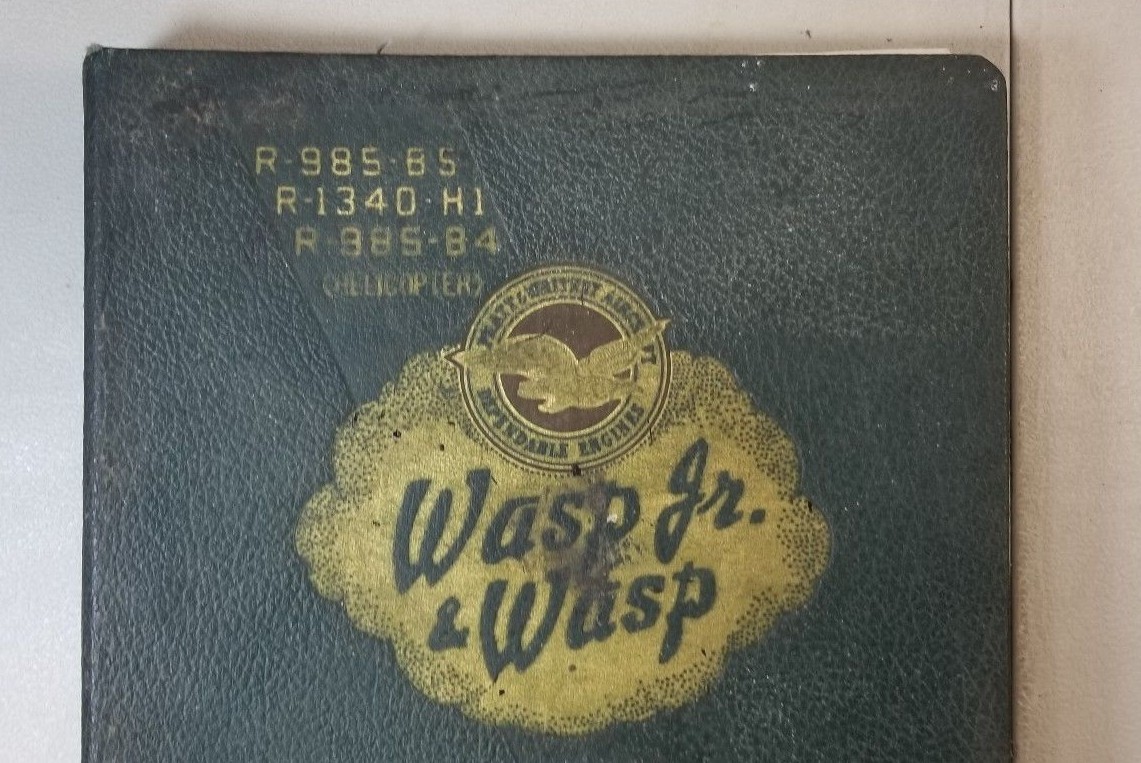 R-985-B5
R-1340-H1
R-985-B4
(HELICOPTER)
PRATT & WHITNEY AIRCRAFT
DEPENDABLE ENGINES
Wasp Jr.
& Wasp